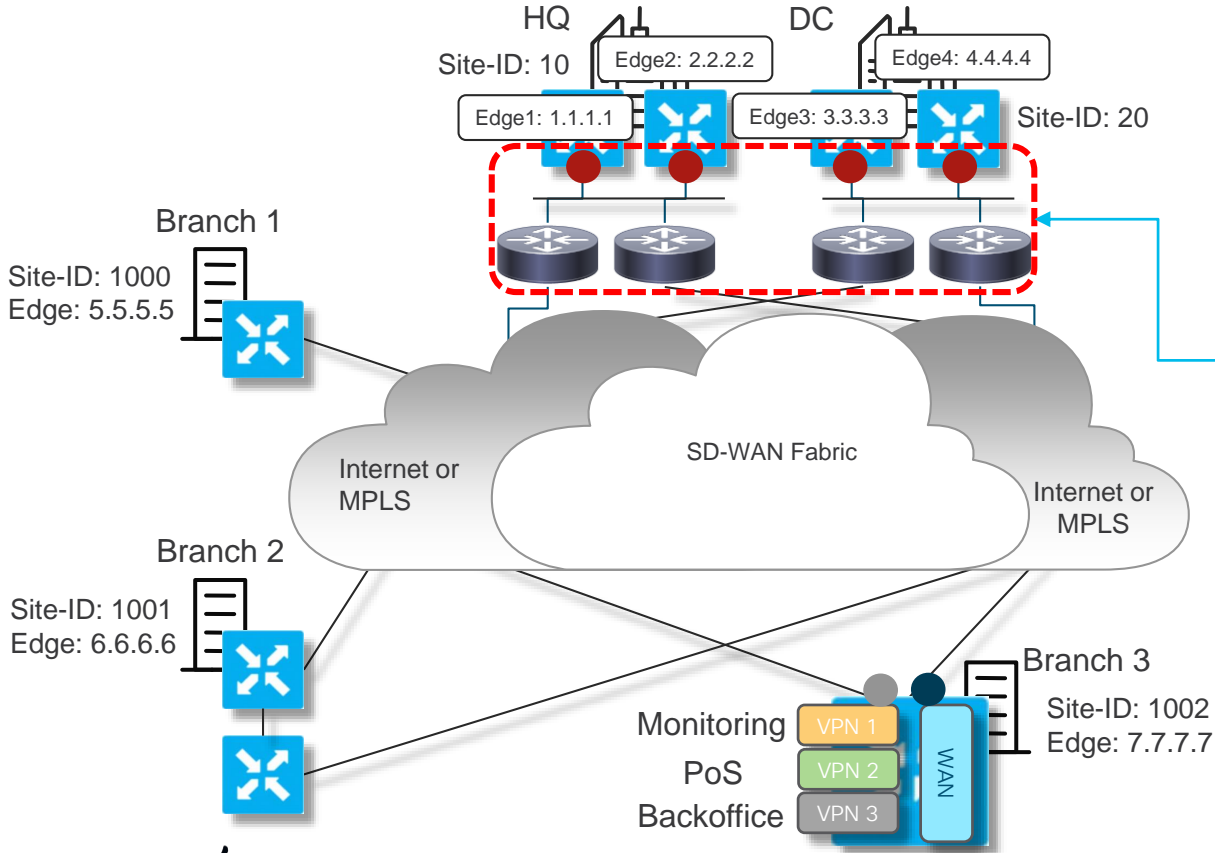 HQ
DC
Site-ID: 10
Edge2: 2.2.2.2
Edge4: 4.4.4.4
Edge1: 1.1.1.1
Edge3: 3.3.3.3
Site-ID: 20
Branch 1
Site-ID: 1000
Edge: 5.5.5.5
SD-WAN Fabric
Internet or
MPLS
Internet or
MPLS
Branch 2
Site-ID: 1001
Edge: 6.6.6.6
Branch 3
Site-ID: 1002
Edge: 7.7.7.7
Monitoring
VPN 1
PoS
VPN 2
Backoffice
VPN 3
WAN